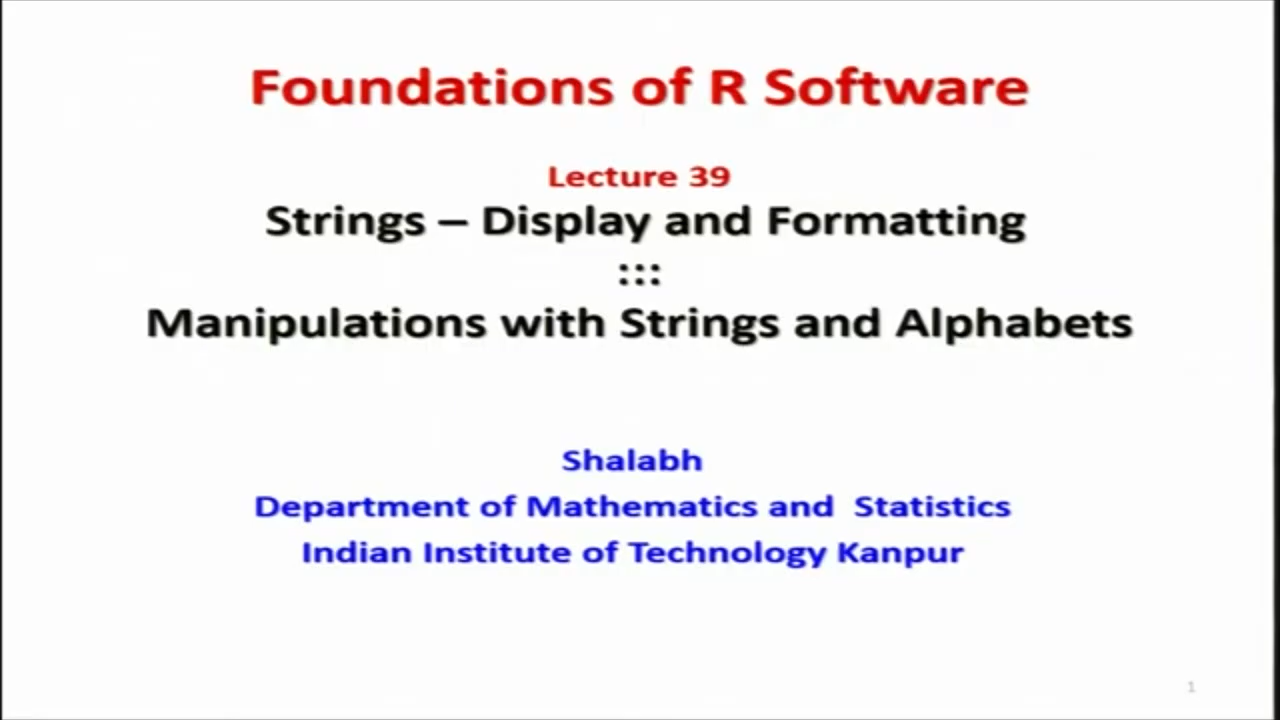 Foundations of R Software
Lecture 39
Strings – Display and Formatting
:::
Manipulations with Strings and Alphabets
Shalabh
Department of Mathematics and Statistics
Indian Institute of Technology Kanpur
1